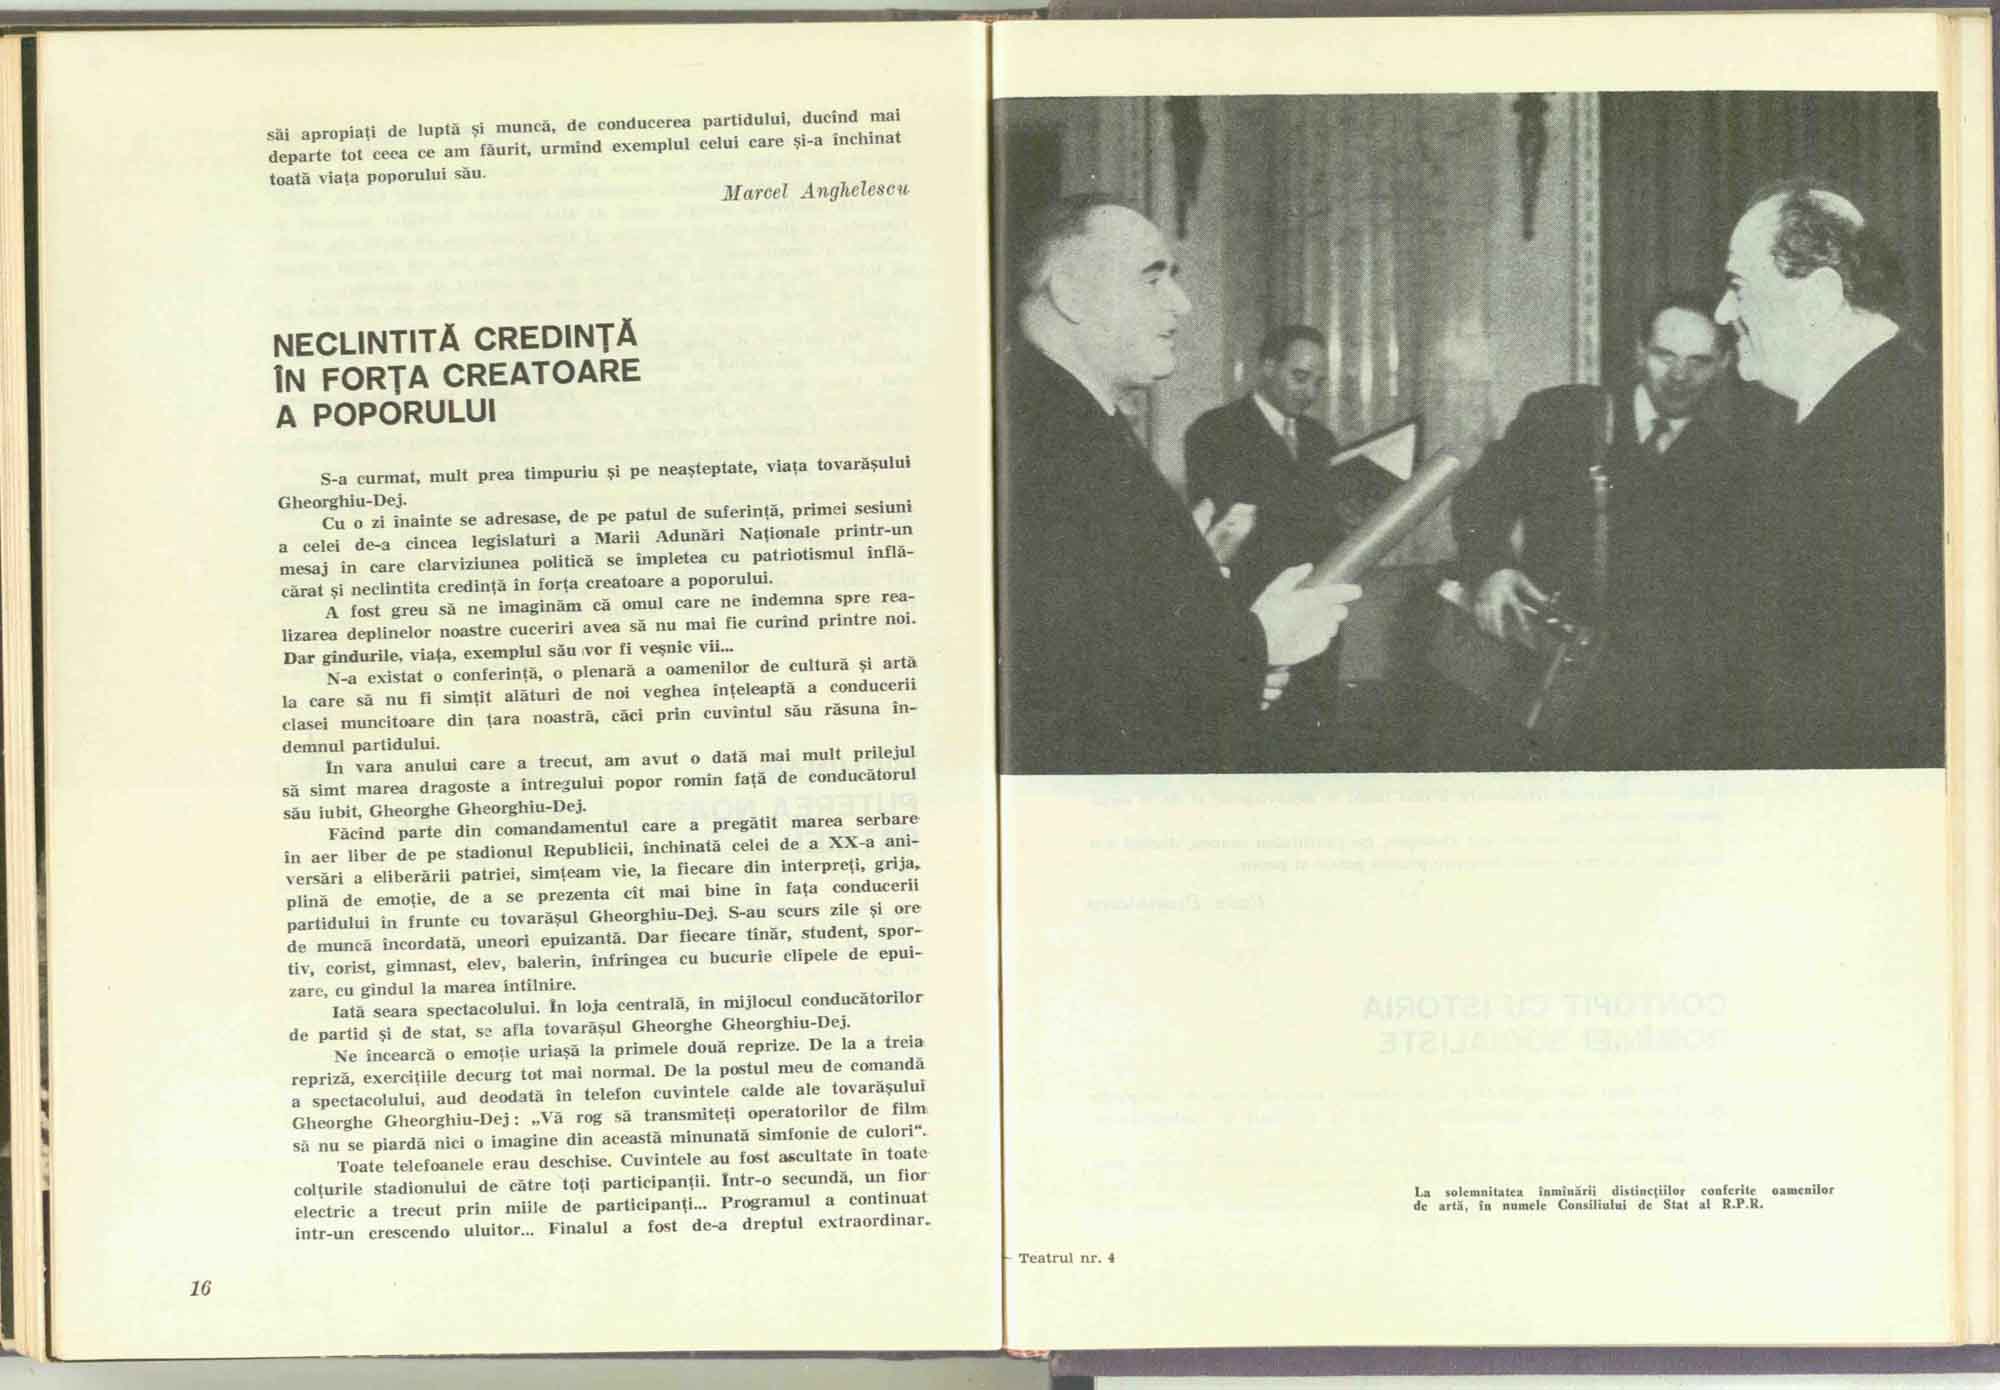 săi apropiați de luptă și muncă, de conducerea partidului, ducînd mai
departe tot ceea ce am făurit, urmînd exemplul celui care și-a închinat
toată viața poporului său.
Marcel Anghelescu
NECLINTITĂ CREDINȚĂ
ÎN FORȚA CREATOARE
A POPORULUI
S-a curmat, mult prea timpuriu și pe neașteptate, viața tovarășului
Gheorghiu-Dej.
Cu o zi înainte se adresase, de pe patul de suferință, primei sesiuni
a celei de-a cincea legislaturi a Marii Adunări Naționale printr-un
mesaj în care clarviziunea politică se împletea cu patriotismul înflă-
cărat și neclintita credință în forța creatoare a poporului.
A fost greu să ne imaginăm că omul care ne îndemna spre rea-
lizarea deplinelor noastre cuceriri avea să nu mai fie curînd printre noi.
Dar gîndurile, viața, exemplul său vor fi veșnic vii...
N-a existat o conferință, o plenară a oamenilor de cultură și artă
la care să nu fi simțit alături de noi veghea înțeleaptă a conducerii
clasei muncitoare din țara noastră, căci prin cuvîntul său răsuna în-
demnul partidului.
În vara anului care a trecut, am avut o dată mai mult prilejul
să simt marea dragoste a întregului popor romîn față de conducătorul
său iubit, Gheorghe Gheorghiu-Dej.
Făcînd parte din comandamentul care a pregătit marea serbare
în aer liber de pe stadionul Republicii, închinată celei de a XX-a ani-
versări a eliberării patriei, simțeam vie, la fiecare din interpreți, grija,
plină de emoție, de a se prezenta cît mai bine în fața conducerii
partidului în frunte cu tovarășul Gheorghiu-Dej. S-au scurs zile și ore
de muncă încordată, uneori epuizantă. Dar fiecare tînăr, student, spor-
tiv, corist, gimnast, elev, balerin, înfrîngea cu bucurie clipele de epui-
zare, cu gîndul la marea întîlnire.
Iată seara spectacolului. În loja centrală, în mijlocul conducătorilor
de partid și de stat, se afla tovarășul Gheorghe Gheorghiu-Dej.
Ne încearcă o emoție uriașă la primele două reprize. De la a treia
repriză, exercițiile decurg tot mai normal. De la postul meu de comandă
a spectacolului, aud deodată în telefon cuvintele calde ale tovarășului
Gheorghe Gheorghiu-Dej: „Vă rog să transmiteți operatorilor de film
să nu se piardă nici o imagine din această minunată simfonie de culori“.
Toate telefoanele erau deschise. Cuvintele au fost ascultate în toate
colțurile stadionului de către toți participanții. Într-o secundă, un fior
electric a trecut prin miile de participanți... Programul a continuat
într-un crescendo uluitor... Finalul a fost de-a dreptul extraordinar.
16
La solemnitatea înmînării distincțiilor conferite oamenilor
de artă, în numele Consiliului de Stat al R.P.R.
— Teatrul nr. 4